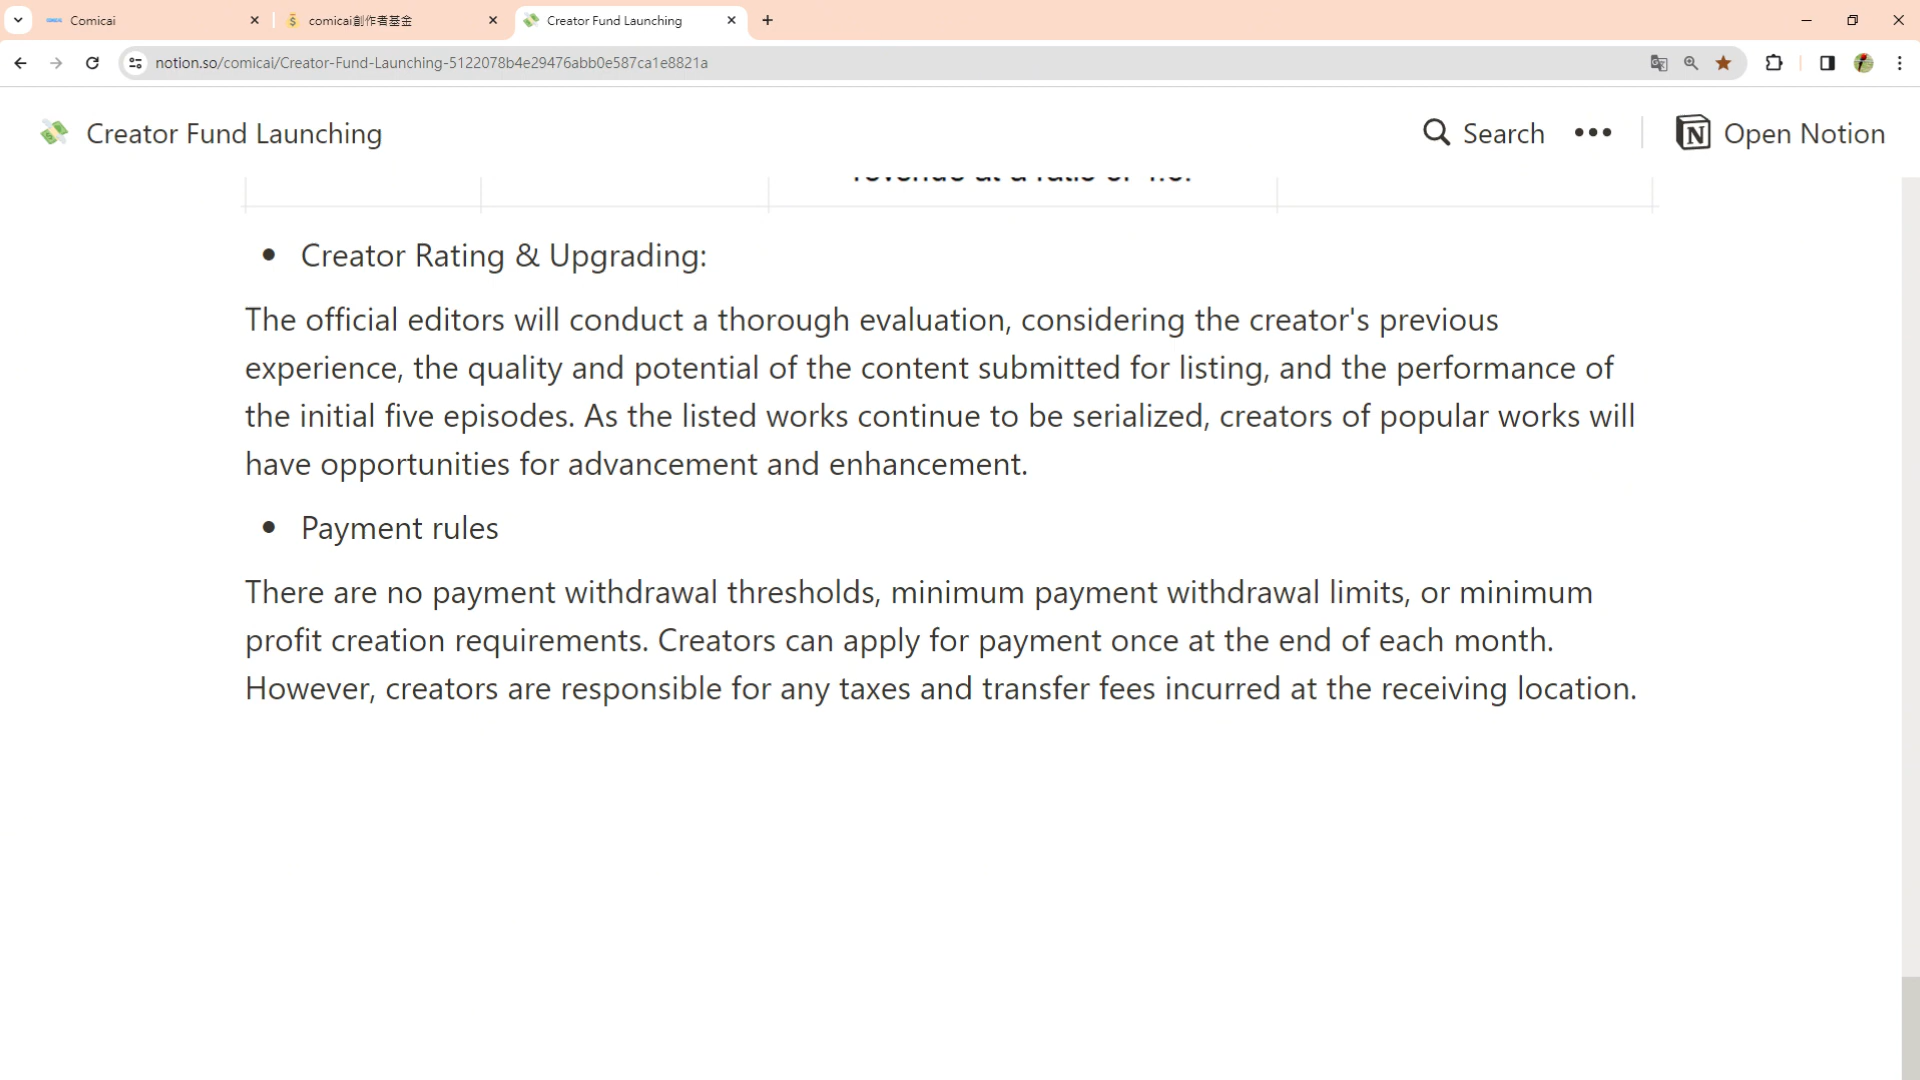 Comicai
comicai創作者基金
Creator Fund Launching
notion.so/comicai/Creator-Fund-Launching-5122078b4e29476abb0e587ca1e8821a
Creator Fund Launching
Search
Open Notion
revenue at a ratio of
Creator Rating & Upgrading:
The official editors will conduct a thorough evaluation, considering the creator's previous
experience, the quality and potential of the content submitted for listing, and the performance of
the initial five episodes. As the listed works continue to be serialized, creators of popular works will
have opportunities for advancement and enhancement.
Payment rules
There are no payment withdrawal thresholds, minimum payment withdrawal limits, or minimum
profit creation requirements. Creators can apply for payment once at the end of each month.
However, creators are responsible for any taxes and transfer fees incurred at the receiving location.